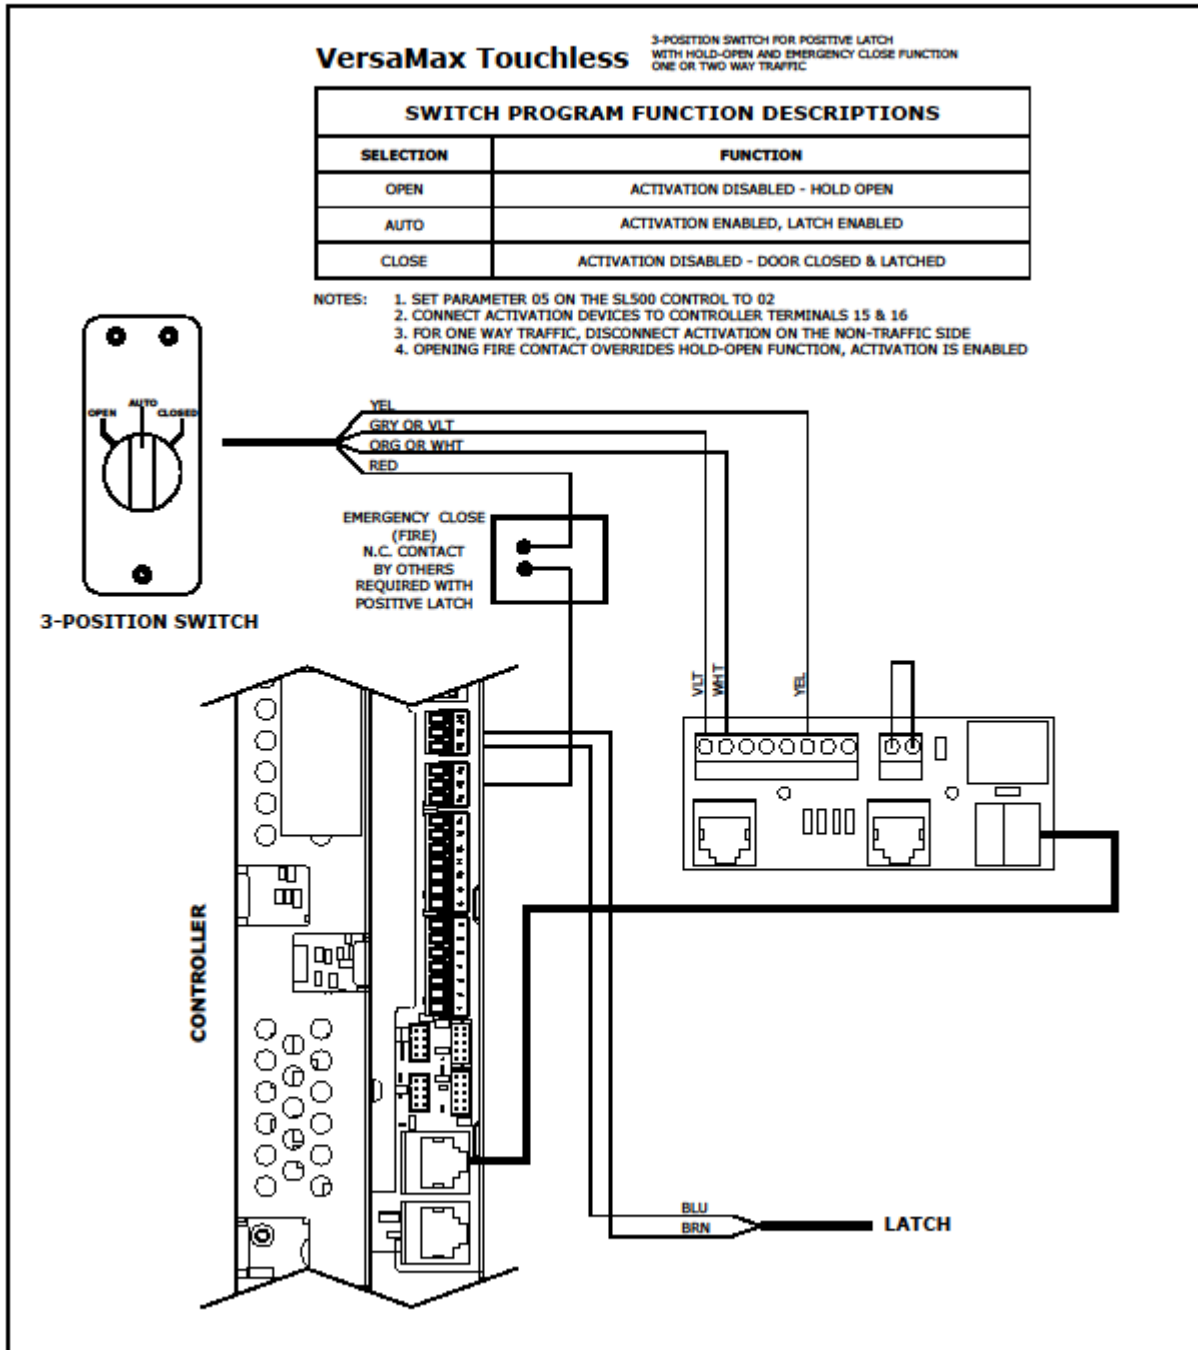 VersaMax Touchless
3-POSITION SWITCH FOR POSITIVE LATCH
WITH HOLD-OPEN AND EMERGENCY CLOSE FUNCTION
ONE OR TWO WAY TRAFFIC
SWITCH PROGRAM FUNCTION DESCRIPTIONS
SELECTION FUNCTION
OPEN ACTIVATION DISABLED - HOLD OPEN
AUTO ACTIVATION ENABLED, LATCH ENABLED
CLOSE ACTIVATION DISABLED - DOOR CLOSED & LATCHED
NOTES: 1. SET PARAMETER 05 ON THE SL500 CONTROL TO 02
2. CONNECT ACTIVATION DEVICES TO CONTROLLER TERMINALS 15 & 16
3. FOR ONE WAY TRAFFIC, DISCONNECT ACTIVATION ON THE NON-TRAFFIC SIDE
4. OPENING FIRE CONTACT OVERRIDES HOLD-OPEN FUNCTION, ACTIVATION IS ENABLED
OPEN AUTO CLOSED
3-POSITION SWITCH
YEL
GRY OR VLT
ORG OR WHT
RED
EMERGENCY CLOSE
(FIRE)
N.C. CONTACT
BY OTHERS
REQUIRED WITH
POSITIVE LATCH
VLT
WHT
YEL
CONTROLLER
BLU
BRN
LATCH